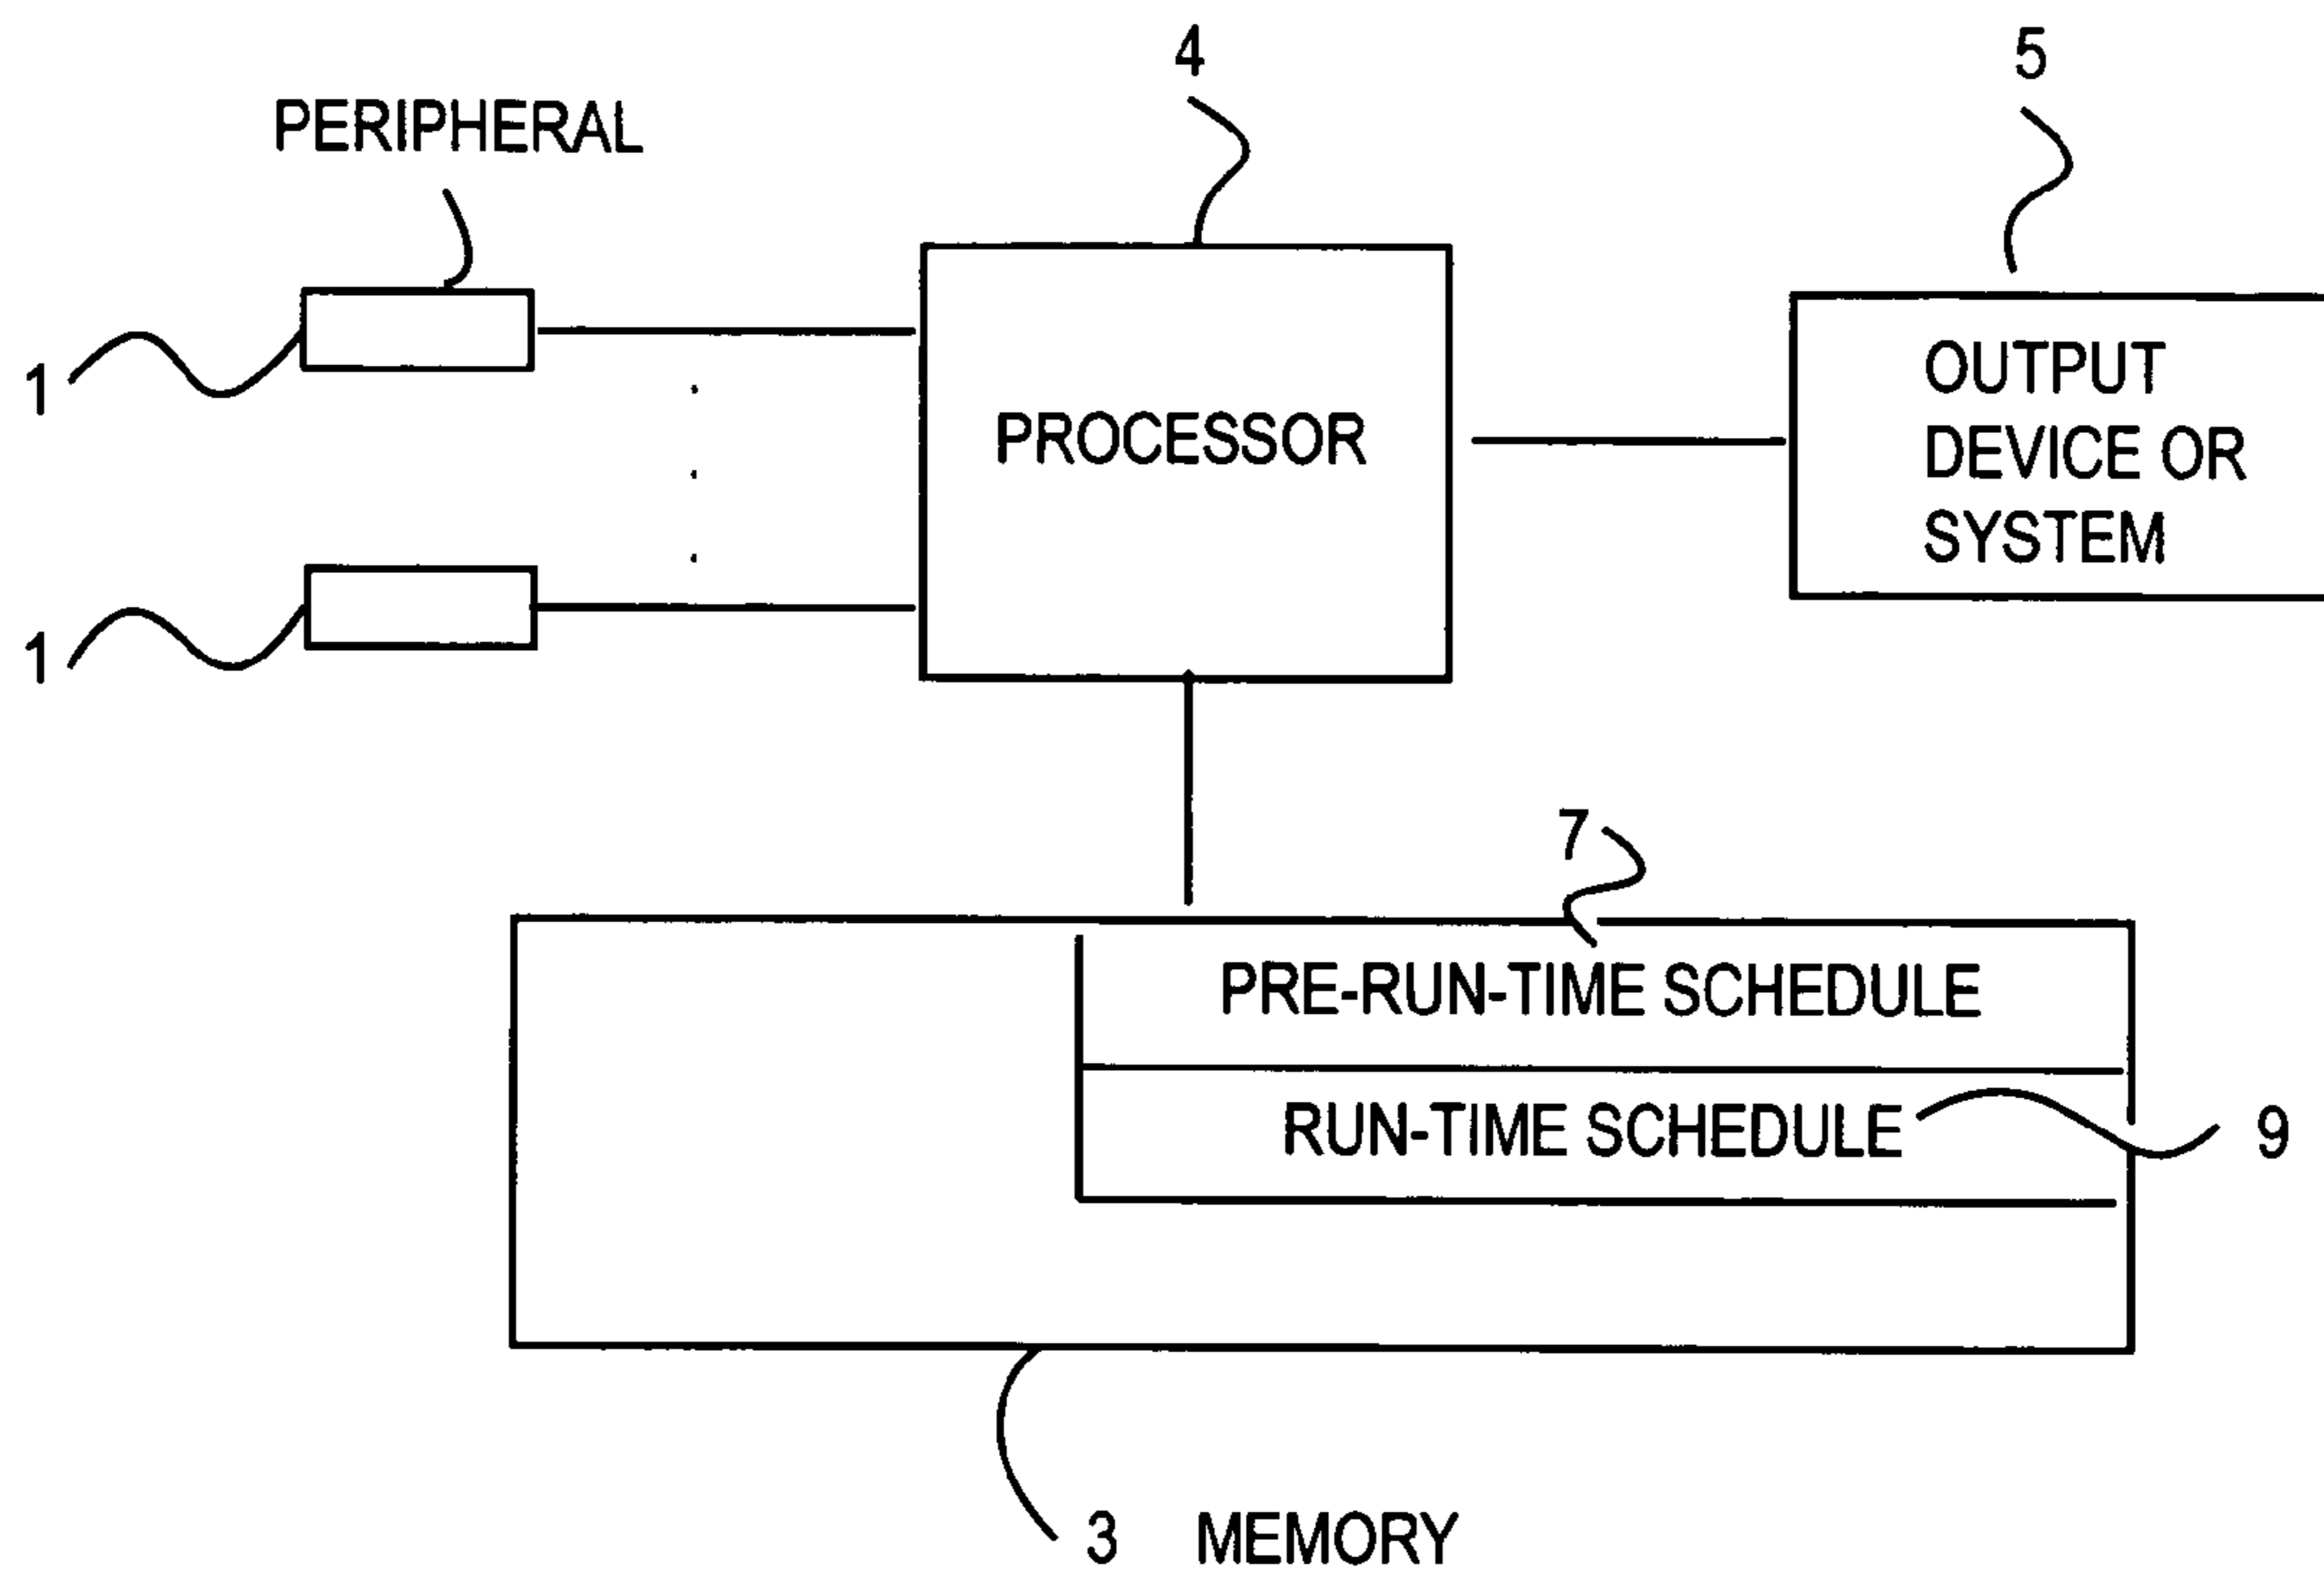 4
5
PERIPHERAL
1
PROCESSOR
OUTPUT
DEVICE OR
SYSTEM
1
7
PRE-RUN-TIME SCHEDULE
RUN-TIME SCHEDULE
9
3 MEMORY